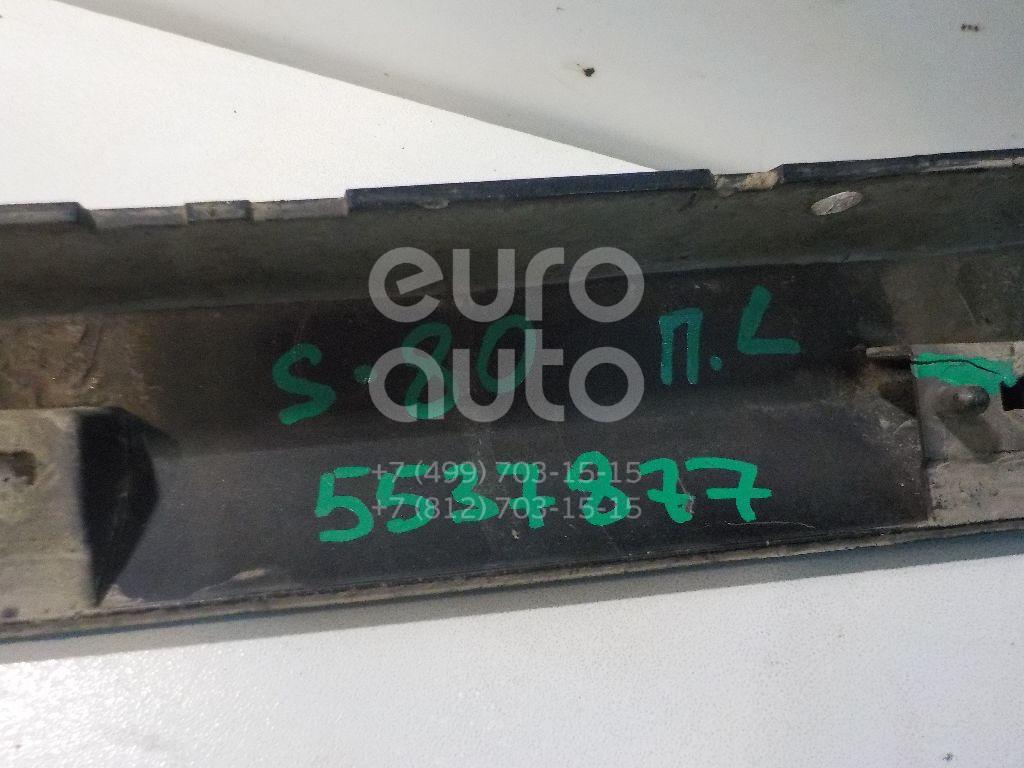 euro
S-80 П.L
auto
+7 (499) 703-15-15
5537877
+7 (812) 703-15-15